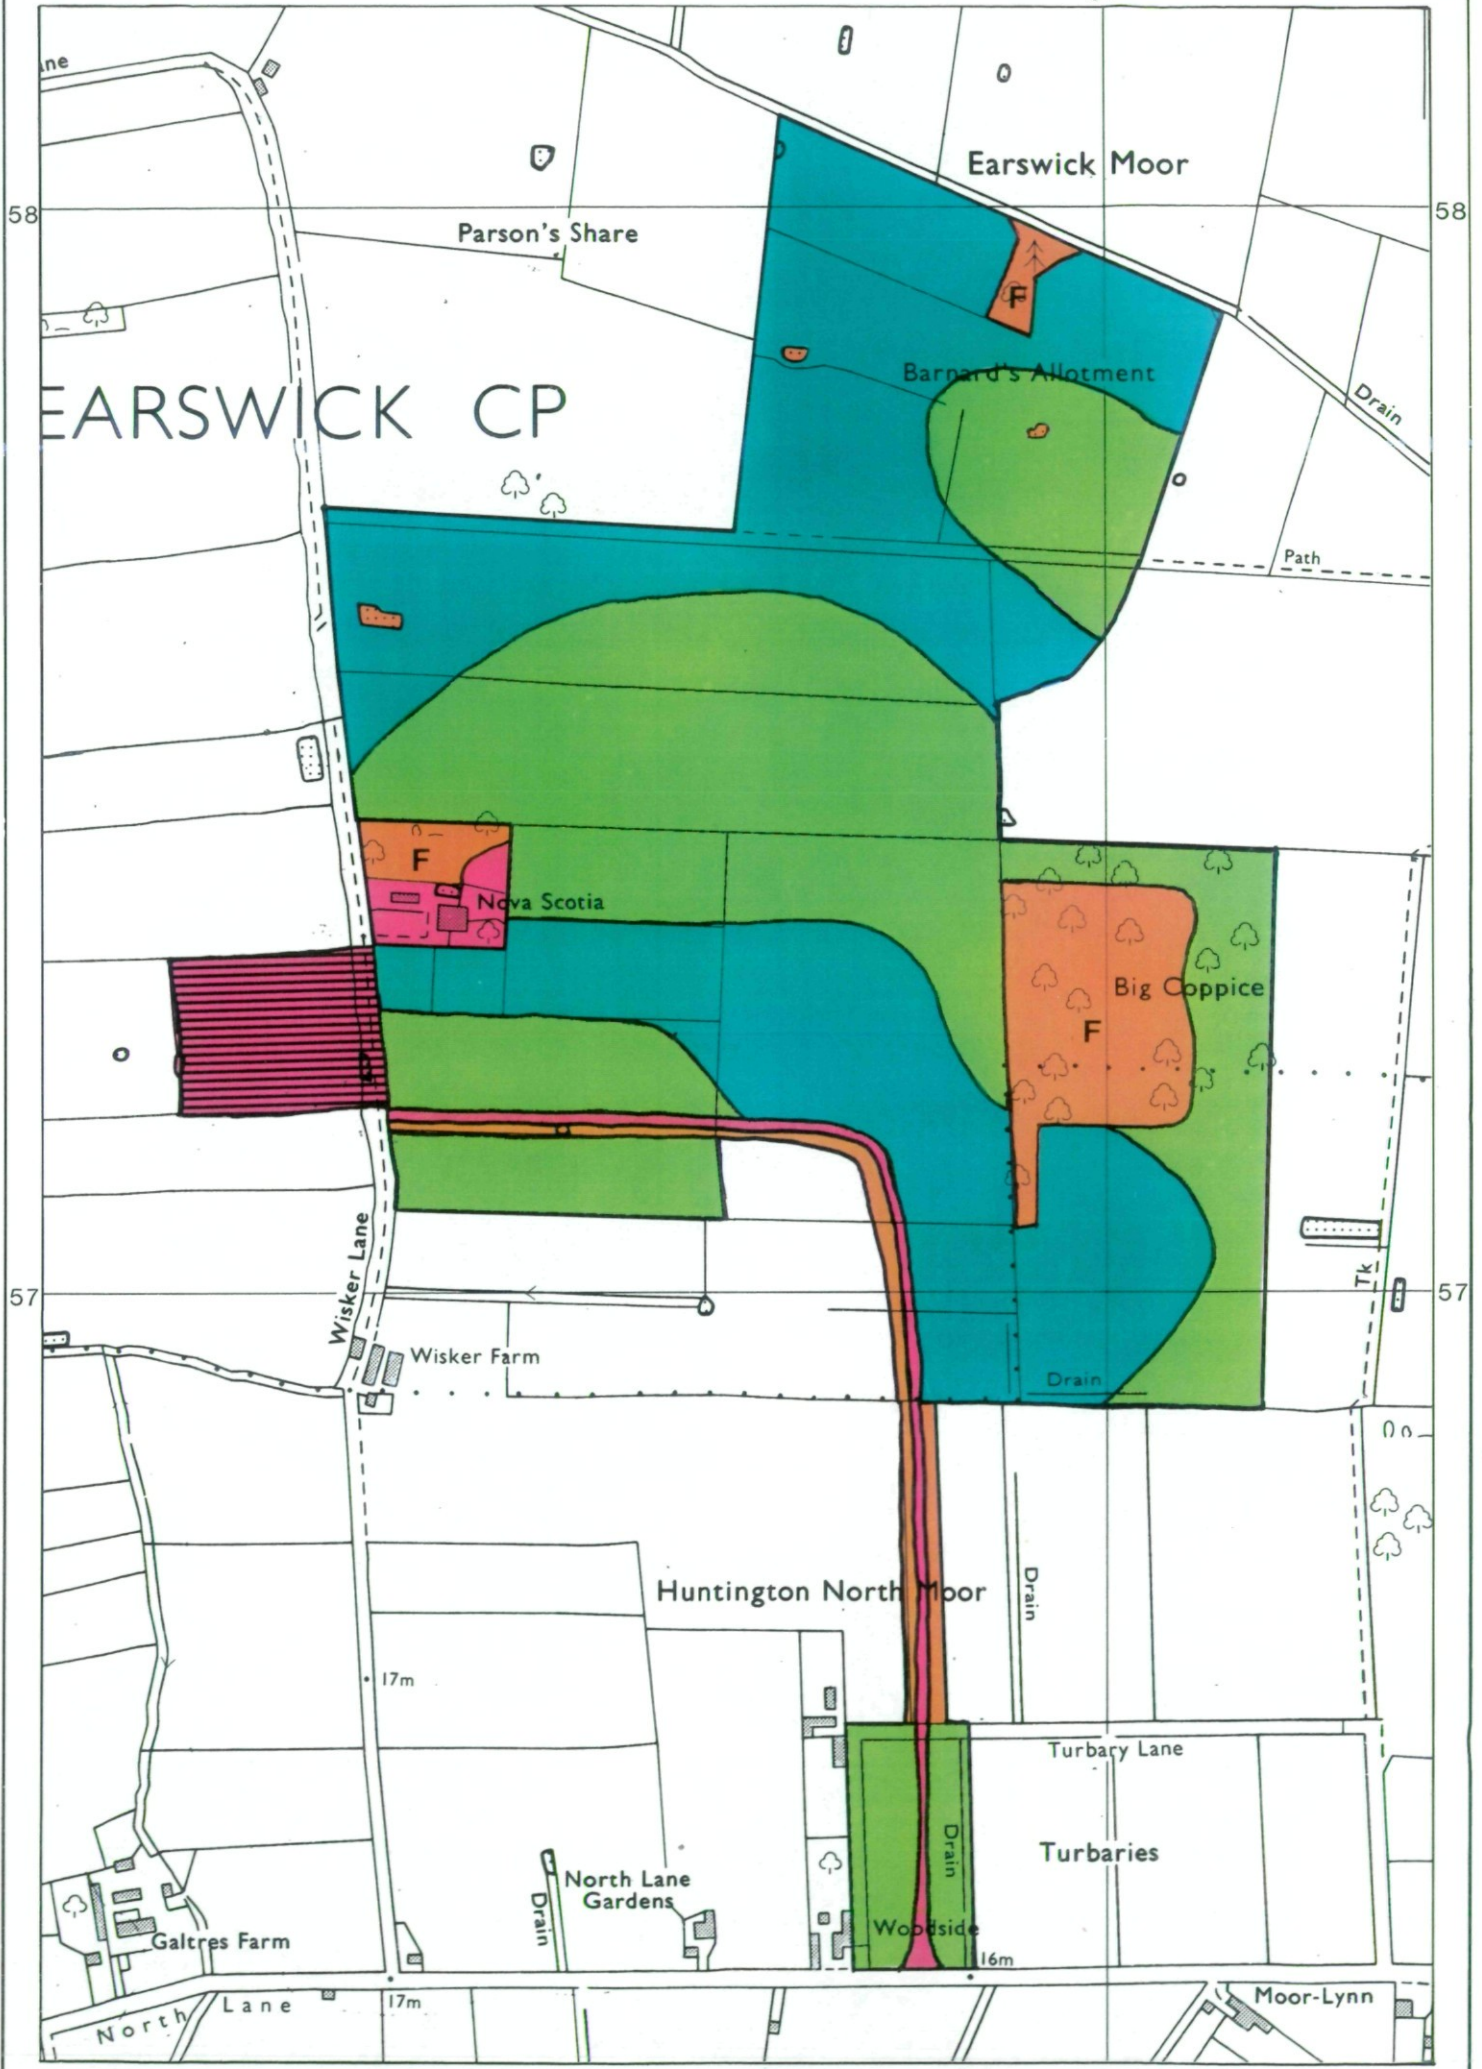 ne
Earswick Moor
58
58
Parson's Share
F
Barnard's Allotment
EARSWICK CP
Drain
Path
F
Nova Scotia
Big Coppice
F
Wisker Lane
Tk
57
57
Wisker Farm
Drain
Huntington North Moor
Drain
17m
Turbary Lane
Drain
Turbaries
North Lane
Gardens
Drain
Woodside
Galtres Farm
16m
17m
North Lane
Moor-Lynn